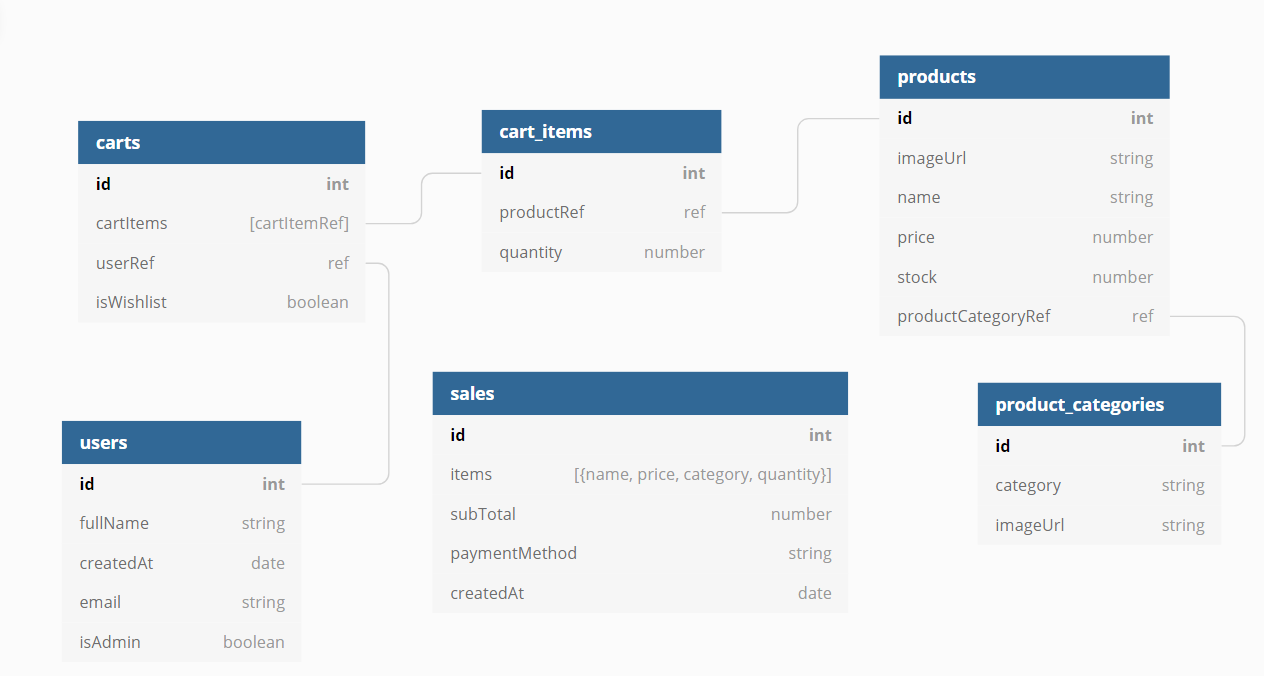 carts
id int
cartItems [cartItemRef]
userRef ref
isWishlist boolean
cart_items
id int
productRef ref
quantity number
products
id int
imageUrl string
name string
price number
stock number
productCategoryRef ref
users
id int
fullName string
createdAt date
email string
isAdmin boolean
sales
id int
items [{name, price, category, quantity}]
subTotal number
paymentMethod string
createdAt date
product_categories
id int
category string
imageUrl string